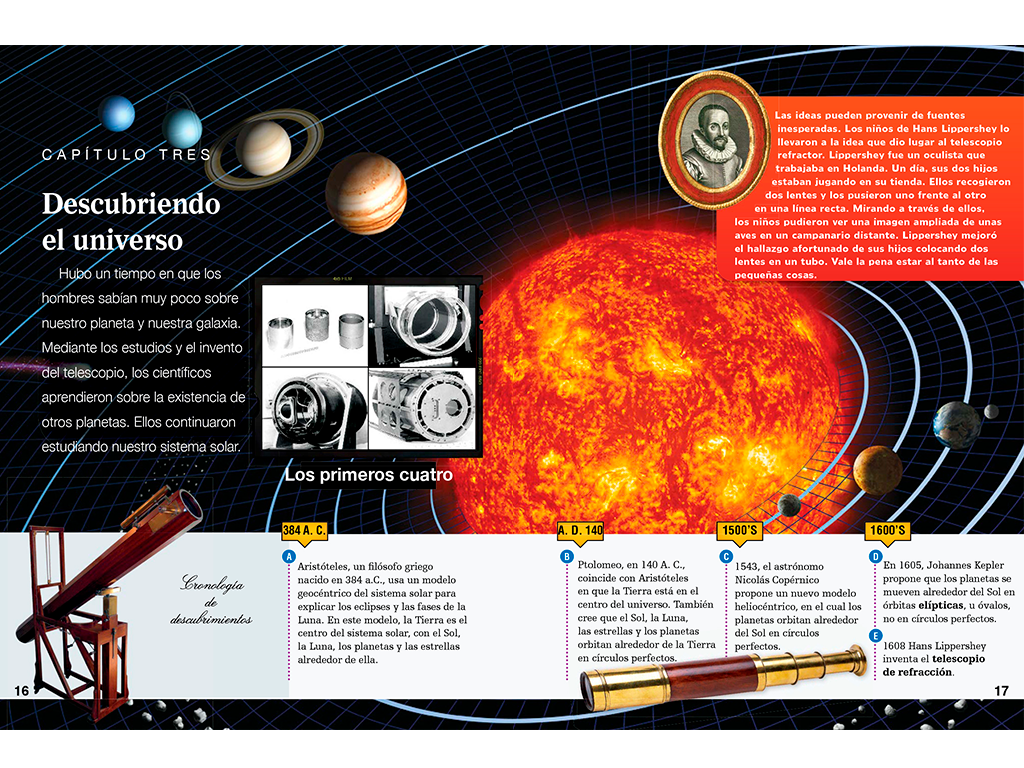 CAPÍTULO TRES
Descubriendo
el universo
Hubo un tiempo en que los
hombres sabían muy poco sobre
nuestro planeta y nuestra galaxia.
Mediante los estudios y el invento
del telescopio, los científicos
aprendieron sobre la existencia de
otros planetas. Ellos continuaron
estudiando nuestro sistema solar.
Los primeros cuatro
Las ideas pueden provenir de fuentes
inesperadas. Los niños de Hans Lippershey lo
llevaron a la idea que dio lugar al telescopio
refractor. Lippershey fue un oculista que
trabajaba en Holanda. Un día, sus dos hijos
estaban jugando en su tienda. Ellos recogieron
dos lentes y los pusieron uno frente al otro
en una línea recta. Mirando a través de ellos,
los niños pudieron ver una imagen ampliada de unas
aves en un campanario distante. Lippershey mejoró
el hallazgo afortunado de sus hijos colocando dos
lentes en un tubo. Vale la pena estar al tanto de las
pequeñas cosas.
Cronología
de
descubrimientos
384 A. C.
A
Aristóteles, un filósofo griego
nacido en 384 a.C., usa un modelo
geocéntrico del sistema solar para
explicar los eclipses y las fases de la
Luna. En este modelo, la Tierra es el
centro del sistema solar, con el Sol,
la Luna, los planetas y las estrellas
alrededor de ella.
A. D. 140
B
Ptolomeo, en 140 A. C.,
coincide con Aristóteles
en que la Tierra está en el
centro del universo. También
cree que el Sol, la Luna,
las estrellas y los planetas
orbitan alrededor de la Tierra
en círculos perfectos.
1500'S
C
1543, el astrónomo
Nicolás Copérnico
propone un nuevo modelo
heliocéntrico, en el cual los
planetas orbitan alrededor
del Sol en círculos
perfectos.
1600'S
D
En 1605, Johannes Kepler
propone que los planetas se
mueven alrededor del Sol en
órbitas elípticas, u óvalos,
no en círculos perfectos.
E
1608 Hans Lippershey
inventa el telescopio
de refracción.
16
17